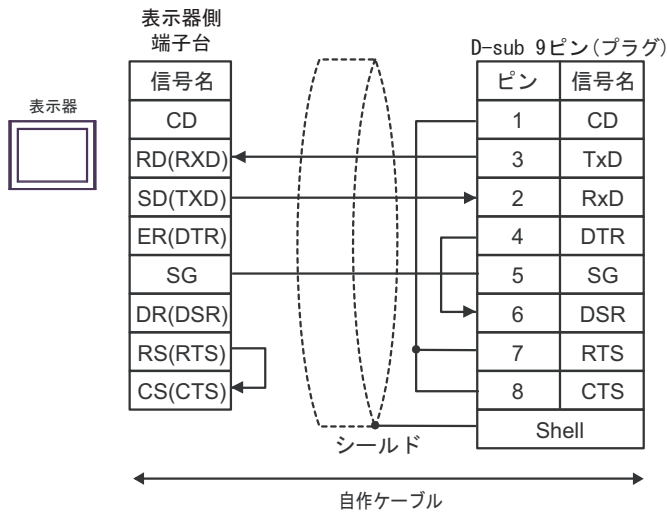 表示器側
端子台
D-sub 9ピン(プラグ)
表示器
信号名
CD
RD(RXD)
SD(TXD)
ER(DTR)
SG
DR(DSR)
RS(RTS)
CS(CTS)
ピン 信号名
1 CD
3 TxD
2 RxD
4 DTR
5 SG
6 DSR
7 RTS
8 CTS
Shell
シールド
自作ケーブル